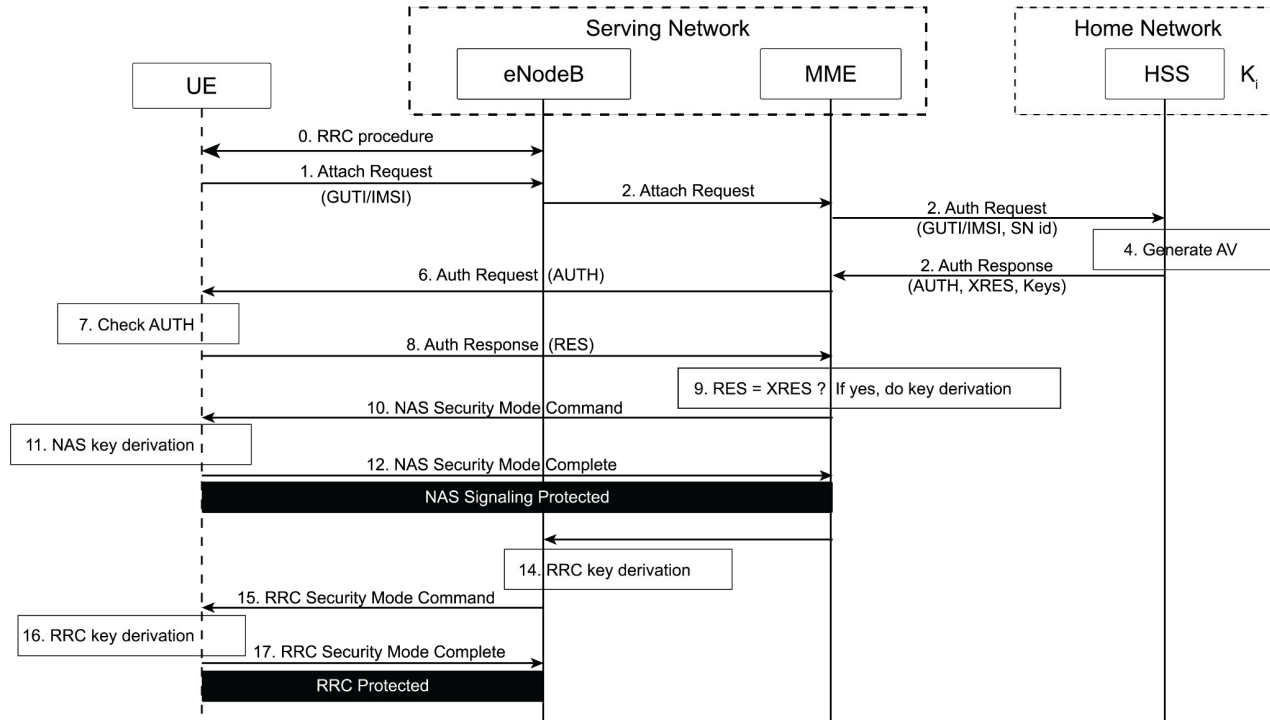 Serving Network
Home Network
UE
eNodeB
MME
HSS
Ki
0. RRC procedure
1. Attach Request
(GUTI/IMSI)
2. Attach Request
2. Auth Request
(GUTI/IMSI, SN id)
4. Generate AV
2. Auth Response
(AUTH, XRES, Keys)
6. Auth Request (AUTH)
7. Check AUTH
8. Auth Response (RES)
9. RES = XRES ? If yes, do key derivation
10. NAS Security Mode Command
11. NAS key derivation
12. NAS Security Mode Complete
NAS Signaling Protected
14. RRC key derivation
15. RRC Security Mode Command
16. RRC key derivation
17. RRC Security Mode Complete
RRC Protected